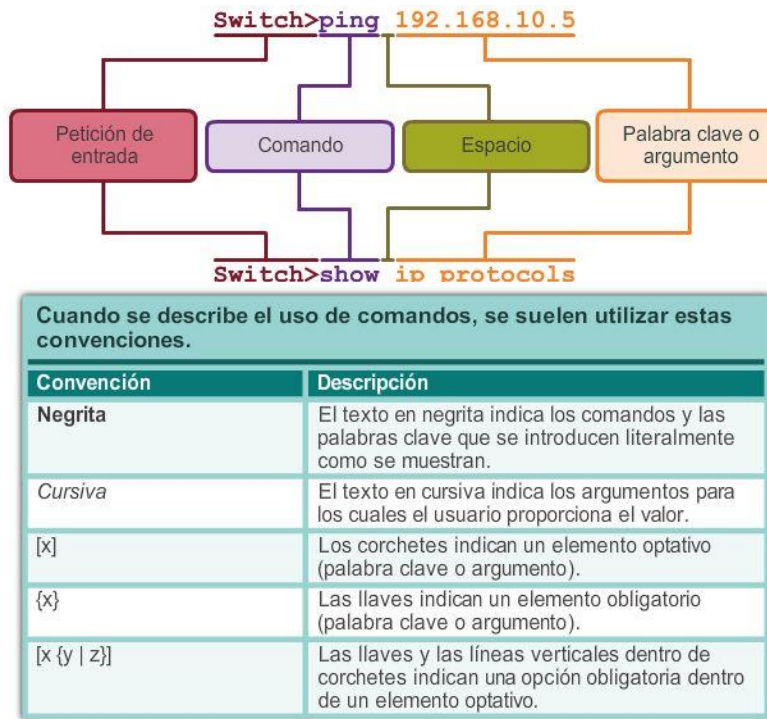 Switch>ping 192.168.10.5
Petición de
entrada
Comando
Espacio
Palabra clave o
argumento
Switch>show ip protocols
Cuando se describe el uso de comandos, se suelen utilizar estas
convenciones.
Convención Descripción
Negrita El texto en negrita indica los comandos y las
palabras clave que se introducen literalmente
como se muestran.
Cursiva El texto en cursiva indica los argumentos para
los cuales el usuario proporciona el valor.
[x] Los corchetes indican un elemento optativo
(palabra clave o argumento).
{x} Las llaves indican un elemento obligatorio
(palabra clave o argumento).
[x {y | z}] Las llaves y las líneas verticales dentro de
corchetes indican una opción obligatoria dentro
de un elemento optativo.